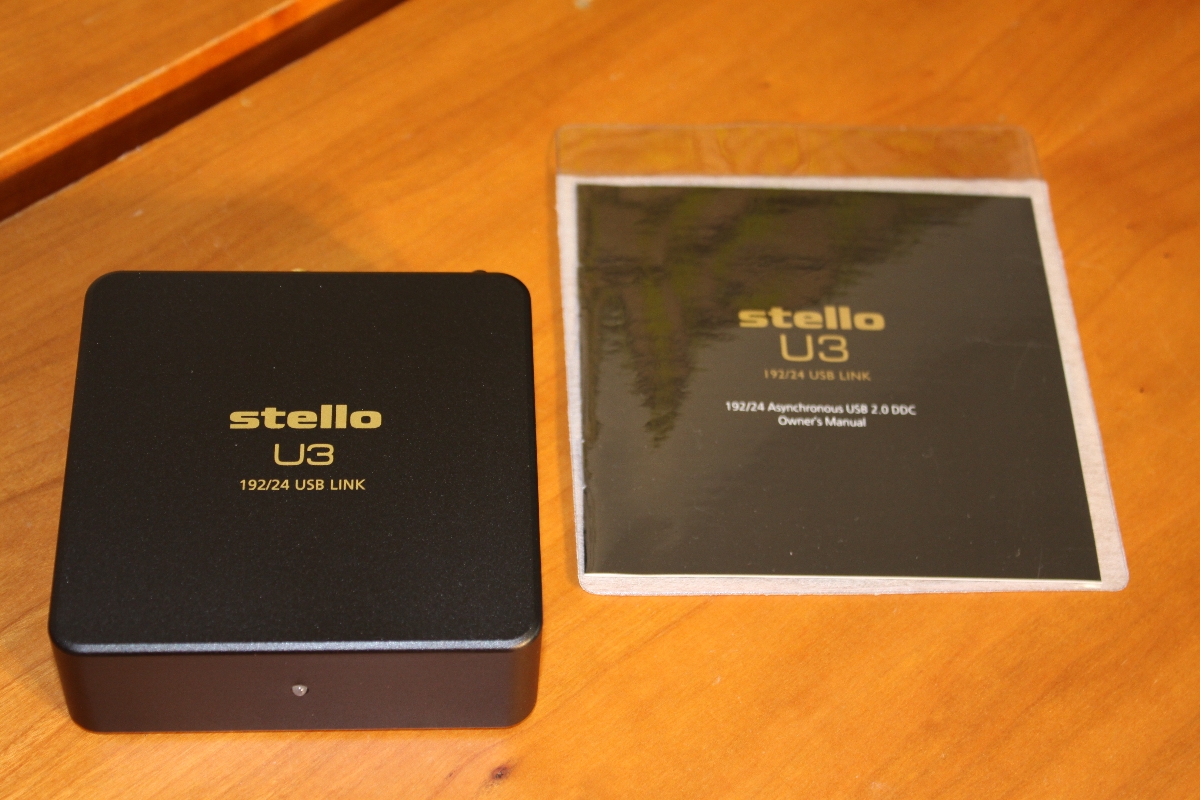 stello
U3
192/24 USB LINK
stello
U3
192/24 USB LINK
192/24 Asynchronous USB 2.0 DDC
Owner's Manual